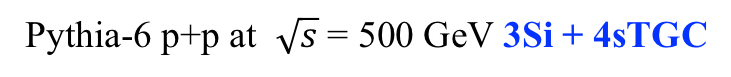 Pythia-6 p+p at √s = 500 GeV 3Si + 4sTGC